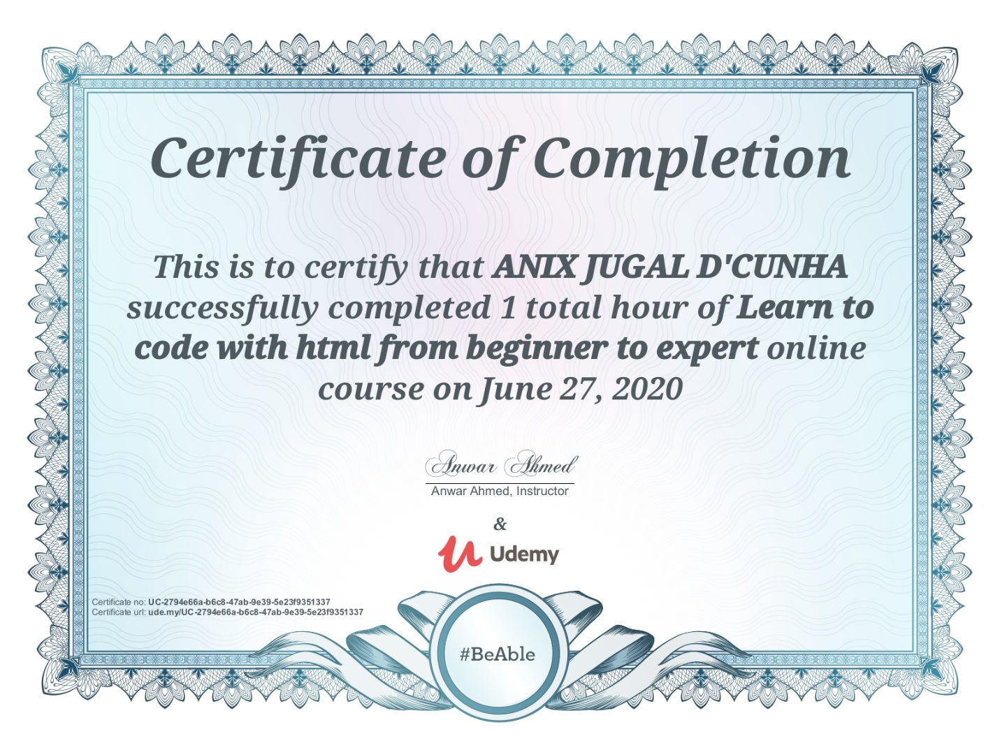 Certificate of Completion
This is to certify that ANIX JUGAL D'CUNHA
successfully completed 1 total hour of Learn to
code with html from beginner to expert online
course on June 27, 2020
Anwar Ahmed
Anwar Ahmed, Instructor
&
Udemy
Certificate no: UC-2794e66a-b6c8-47ab-9e39-5e23f9351337
Certificate url: ude.my/UC-2794e66a-b6c8-47ab-9e39-5e23f9351337
#BeAble